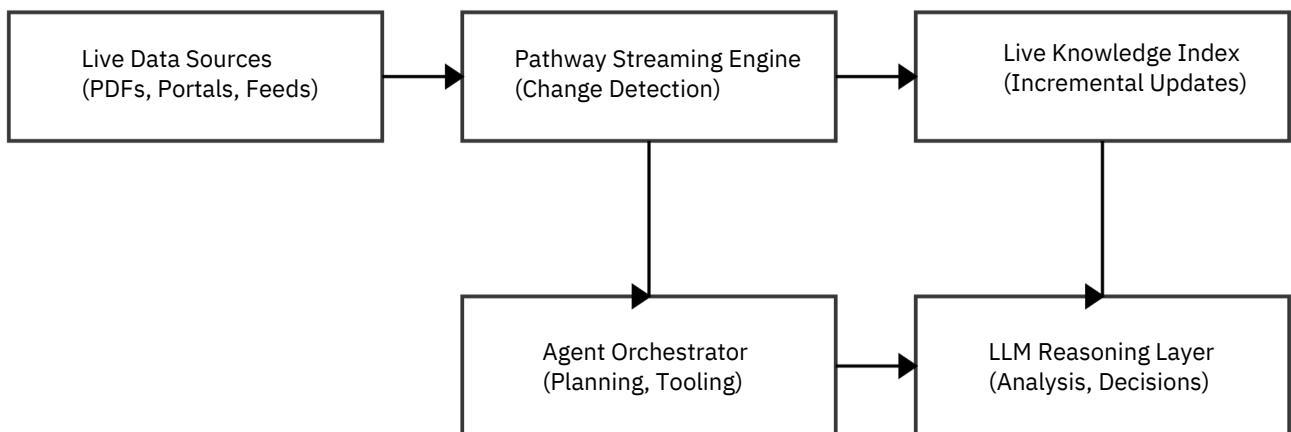 Live Data Sources
(PDFs, Portals, Feeds)
Pathway Streaming Engine
(Change Detection)
Live Knowledge Index
(Incremental Updates)
Agent Orchestrator
(Planning, Tooling)
LLM Reasoning Layer
(Analysis, Decisions)